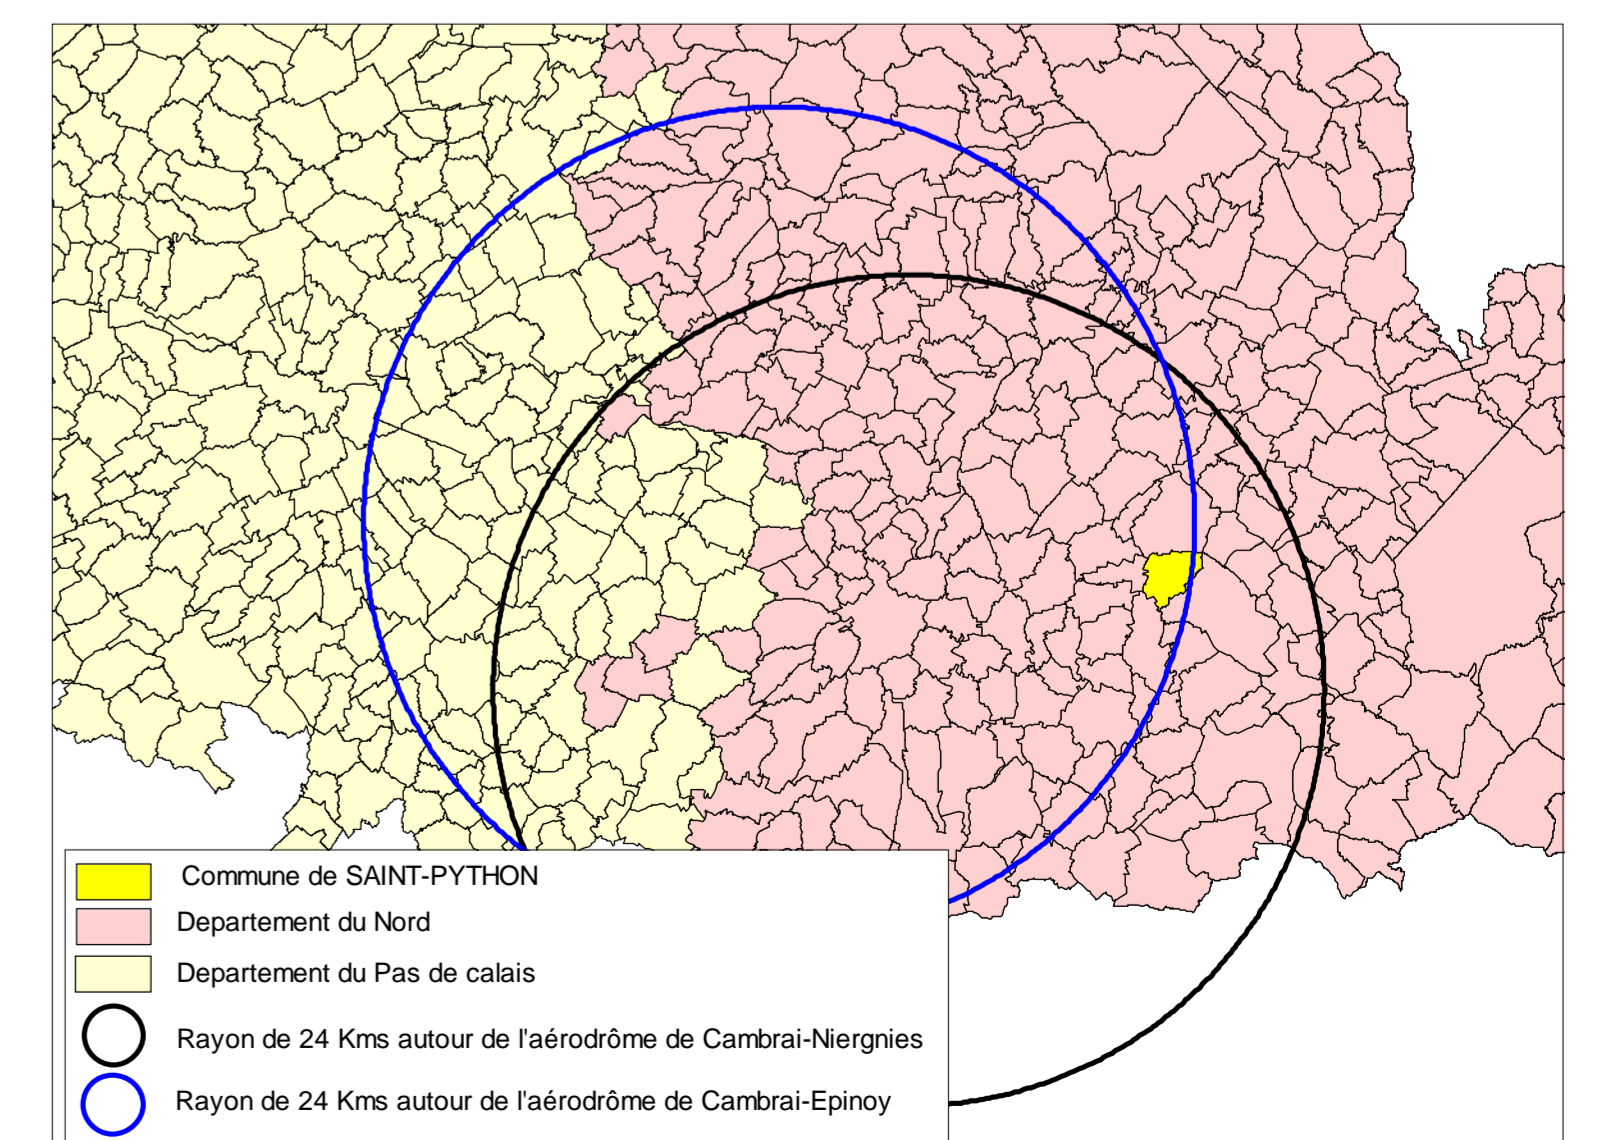 Commune de SAINT-PYTHON
Departement du Nord
Departement du Pas de calais
Rayon de 24 Kms autour de l'aérodrôme de Cambrai-Niergnies
Rayon de 24 Kms autour de l'aérodrôme de Cambrai-Epinoy